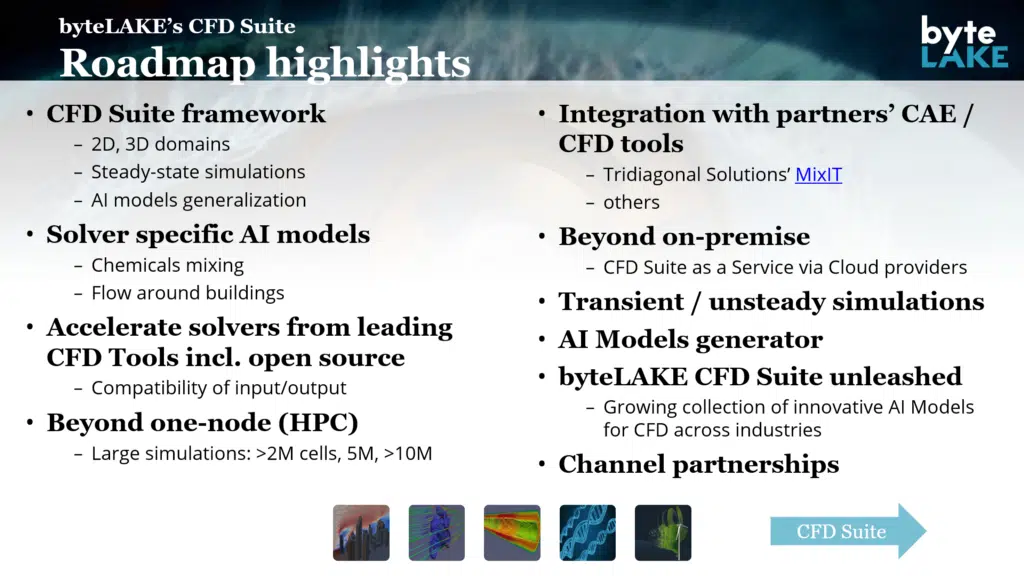 byteLAKE’s CFD Suite
Roadmap highlights
byte
LAKE
• CFD Suite framework
– 2D, 3D domains
– Steady-state simulations
– AI models generalization
• Solver specific AI models
– Chemicals mixing
– Flow around buildings
• Accelerate solvers from leading
CFD Tools incl. open source
– Compatibility of input/output
• Beyond one-node (HPC)
– Large simulations: >2M cells, 5M, >10M
• Integration with partners’ CAE /
CFD tools
– Tridiagonal Solutions’ MixIT
– others
• Beyond on-premise
– CFD Suite as a Service via Cloud providers
• Transient / unsteady simulations
• AI Models generator
• byteLAKE CFD Suite unleashed
– Growing collection of innovative AI Models
for CFD across industries
• Channel partnerships
CFD Suite